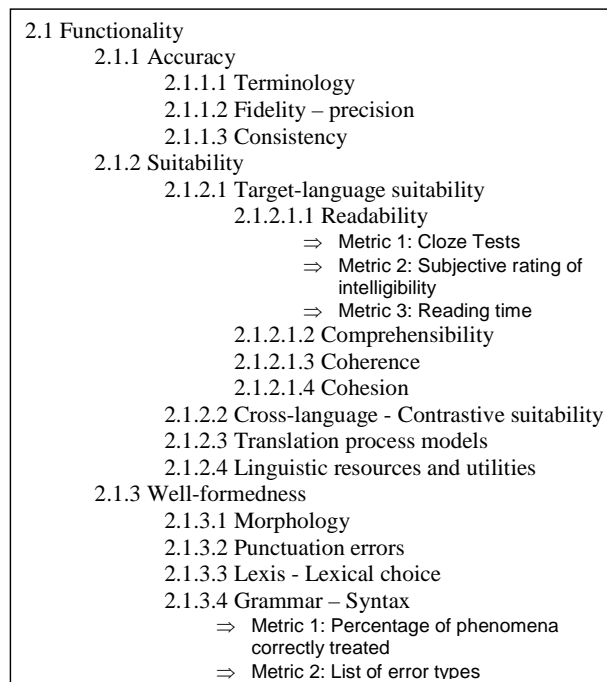 2.1 Functionality
2.1.1 Accuracy
2.1.1.1 Terminology
2.1.1.2 Fidelity – precision
2.1.1.3 Consistency
2.1.2 Suitability
2.1.2.1 Target-language suitability
2.1.2.1.1 Readability
⇒ Metric 1: Cloze Tests
⇒ Metric 2: Subjective rating of
intelligibility
⇒ Metric 3: Reading time
2.1.2.1.2 Comprehensibility
2.1.2.1.3 Coherence
2.1.2.1.4 Cohesion
2.1.2.2 Cross-language - Contrastive suitability
2.1.2.3 Translation process models
2.1.2.4 Linguistic resources and utilities
2.1.3 Well-formedness
2.1.3.1 Morphology
2.1.3.2 Punctuation errors
2.1.3.3 Lexis - Lexical choice
2.1.3.4 Grammar – Syntax
⇒ Metric 1: Percentage of phenomena
correctly treated
⇒ Metric 2: List of error types